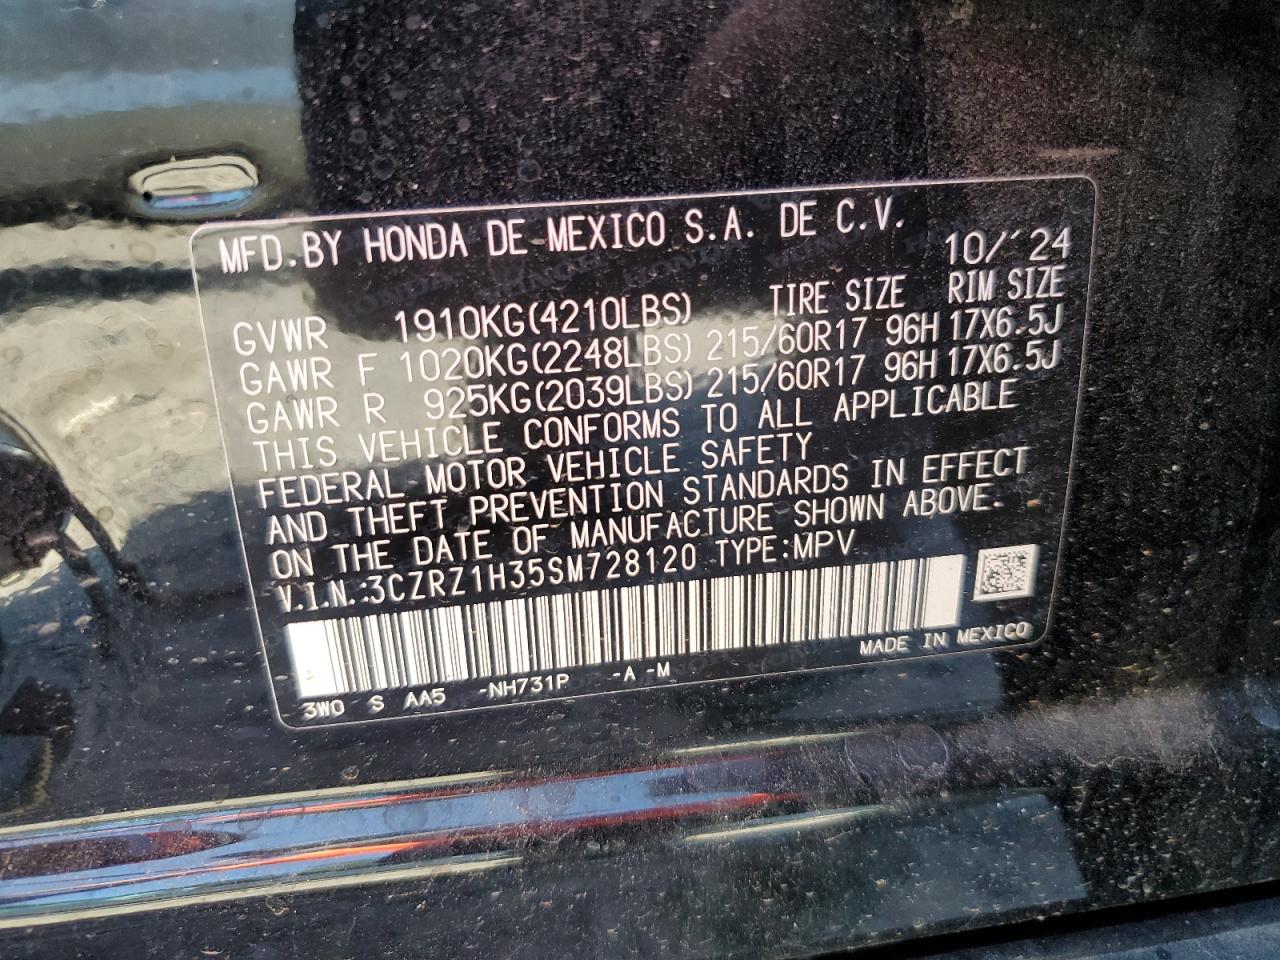 MFD.BY HONDA DE MEXICO S.A. DE C.V.
10/´24
GVWR 1910KG(4210LBS) TIRE SIZE RIM SIZE
GAWR F 1020KG(2248LBS) 215/60R17 96H 17X6.5J
GAWR R 925KG(2039LBS) 215/60R17 96H 17X6.5J
THIS VEHICLE CONFORMS TO ALL APPLICABLE
FEDERAL MOTOR VEHICLE SAFETY
AND THEFT PREVENTION STANDARDS IN EFFECT
ON THE DATE OF MANUFACTURE SHOWN ABOVE.
V.I.N.:3CZRZ1H35SM728120 TYPE:MPV
MADE IN MEXICO
3W0 S AA5 -NH731P -A -M